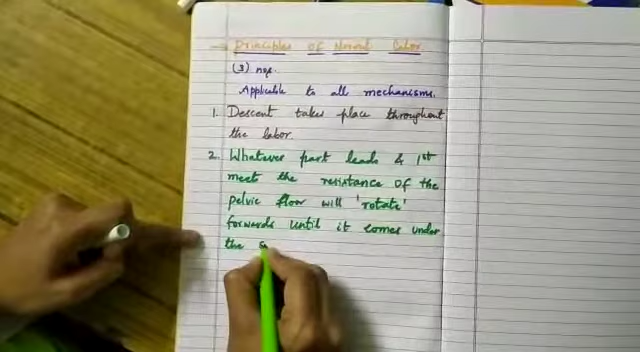 → Principles of Normal Labor
(3) nos.
Applicable to all mechanisms.
1. Descent takes place throughout
the labor.
2. Whatever part leads & 1st
meet the resistance of the
pelvic floor will 'rotate'
forwards until it comes under
the